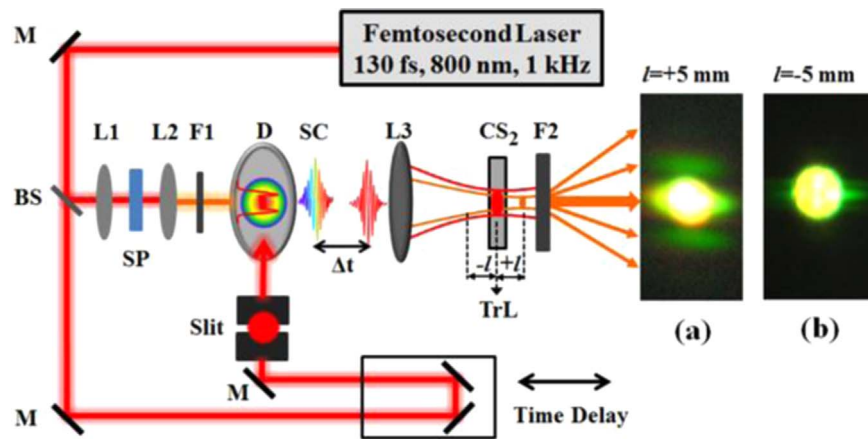 M
Femtosecond Laser
130 fs, 800 nm, 1 kHz
l=+5 mm
l=-5 mm
L1
L2
F1
D
SC
L3
CS2
F2
BS
SP
Δt
-l
+l
TrL
Slit
(a)
(b)
M
M
Time Delay